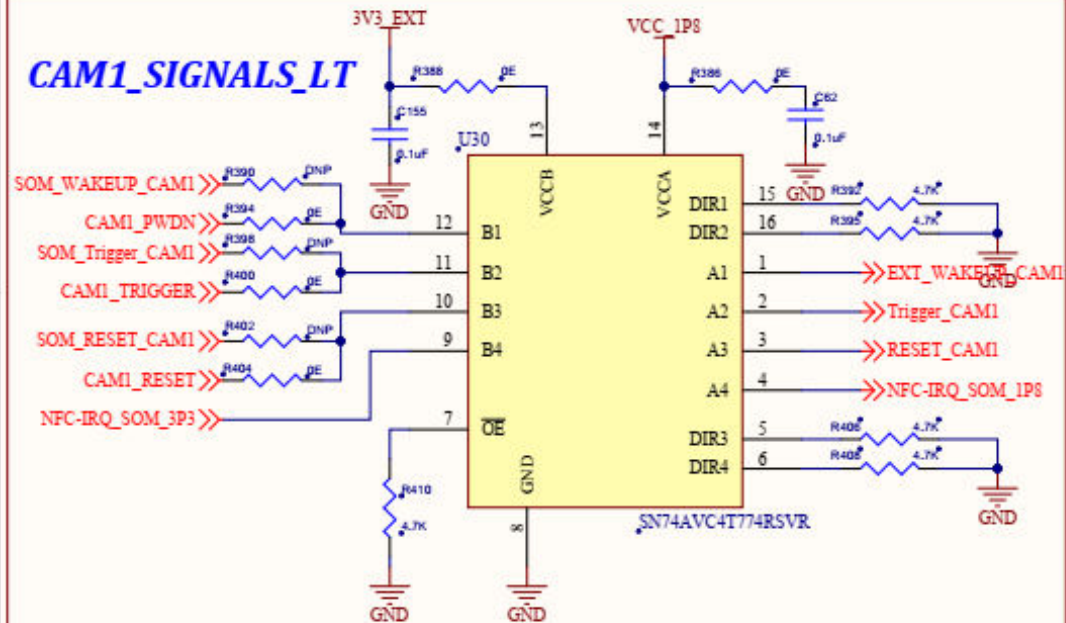 3V3_EXT
VCC_1P8
CAM1_SIGNALS_LT
R388 0E
R386 0E
C155
0.1uF
C62
0.1uF
GND
GND
U30
13
14
VCCB
VCCA
SOM_WAKEUP_CAM1 R390 DNP
CAM1_PWDN R394 0E
SOM_Trigger_CAM1 R398 DNP
CAM1_TRIGGER R400 0E
SOM_RESET_CAM1 R402 DNP
CAM1_RESET R404 0E
NFC-IRQ_SOM_3P3
12 B1
11 B2
10 B3
9 B4
7 OE
DIR1 15 R392 4.7K
DIR2 16 R395 4.7K
GND
A1 1 EXT_WAKEUP_CAM1
A2 2 Trigger_CAM1
A3 3 RESET_CAM1
A4 4 NFC-IRQ_SOM_1P8
DIR3 5 R406 4.7K
DIR4 6 R408 4.7K
GND
GND
8
R410
4.7K
SN74AVC4T774RSVR
GND
GND